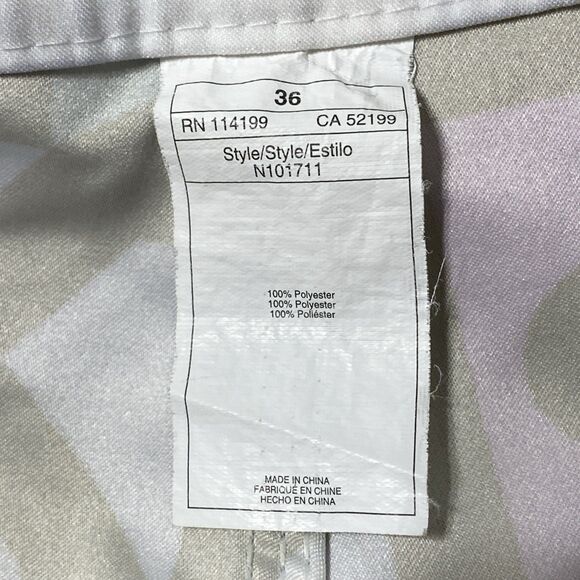 36
RN 114199 CA 52199
Style/Style/Estilo
N101711
100% Polyester
100% Polyester
100% Poliéster
MADE IN CHINA
FABRIQUÉ EN CHINE
HECHO EN CHINA